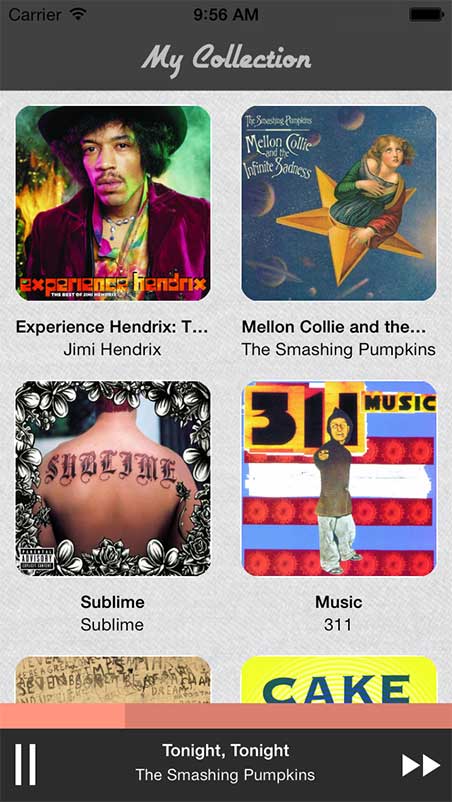 Carrier
9:56 AM
My Collection
experience hendrix
THE BEST OF JIMI HENDRIX
The Smashing Pumpkins
Mellon Collie
and the
Infinite Sadness
Experience Hendrix: T...
Jimi Hendrix
Mellon Collie and the...
The Smashing Pumpkins
SUBLIME
PARENTAL
ADVISORY
EXPLICIT CONTENT
311
MUSIC
Sublime
Sublime
Music
311
DREAM
CAKE
Tonight, Tonight
The Smashing Pumpkins